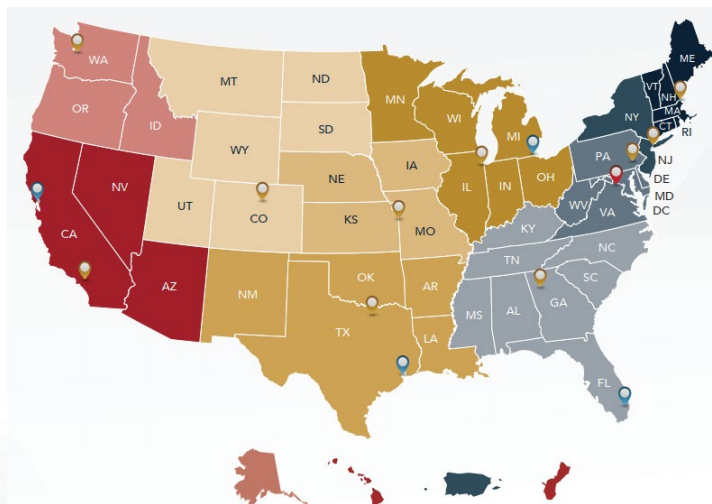 WA
OR
ID
MT
ND
SD
WY
NE
IA
MN
WI
MI
IL
IN
OH
NV
CA
UT
CO
KS
MO
AZ
NM
OK
AR
TX
LA
KY
TN
MS
AL
GA
SC
NC
FL
WV
VA
PA
NY
VT
NH
ME
MA
CT
RI
NJ
DE
MD
DC